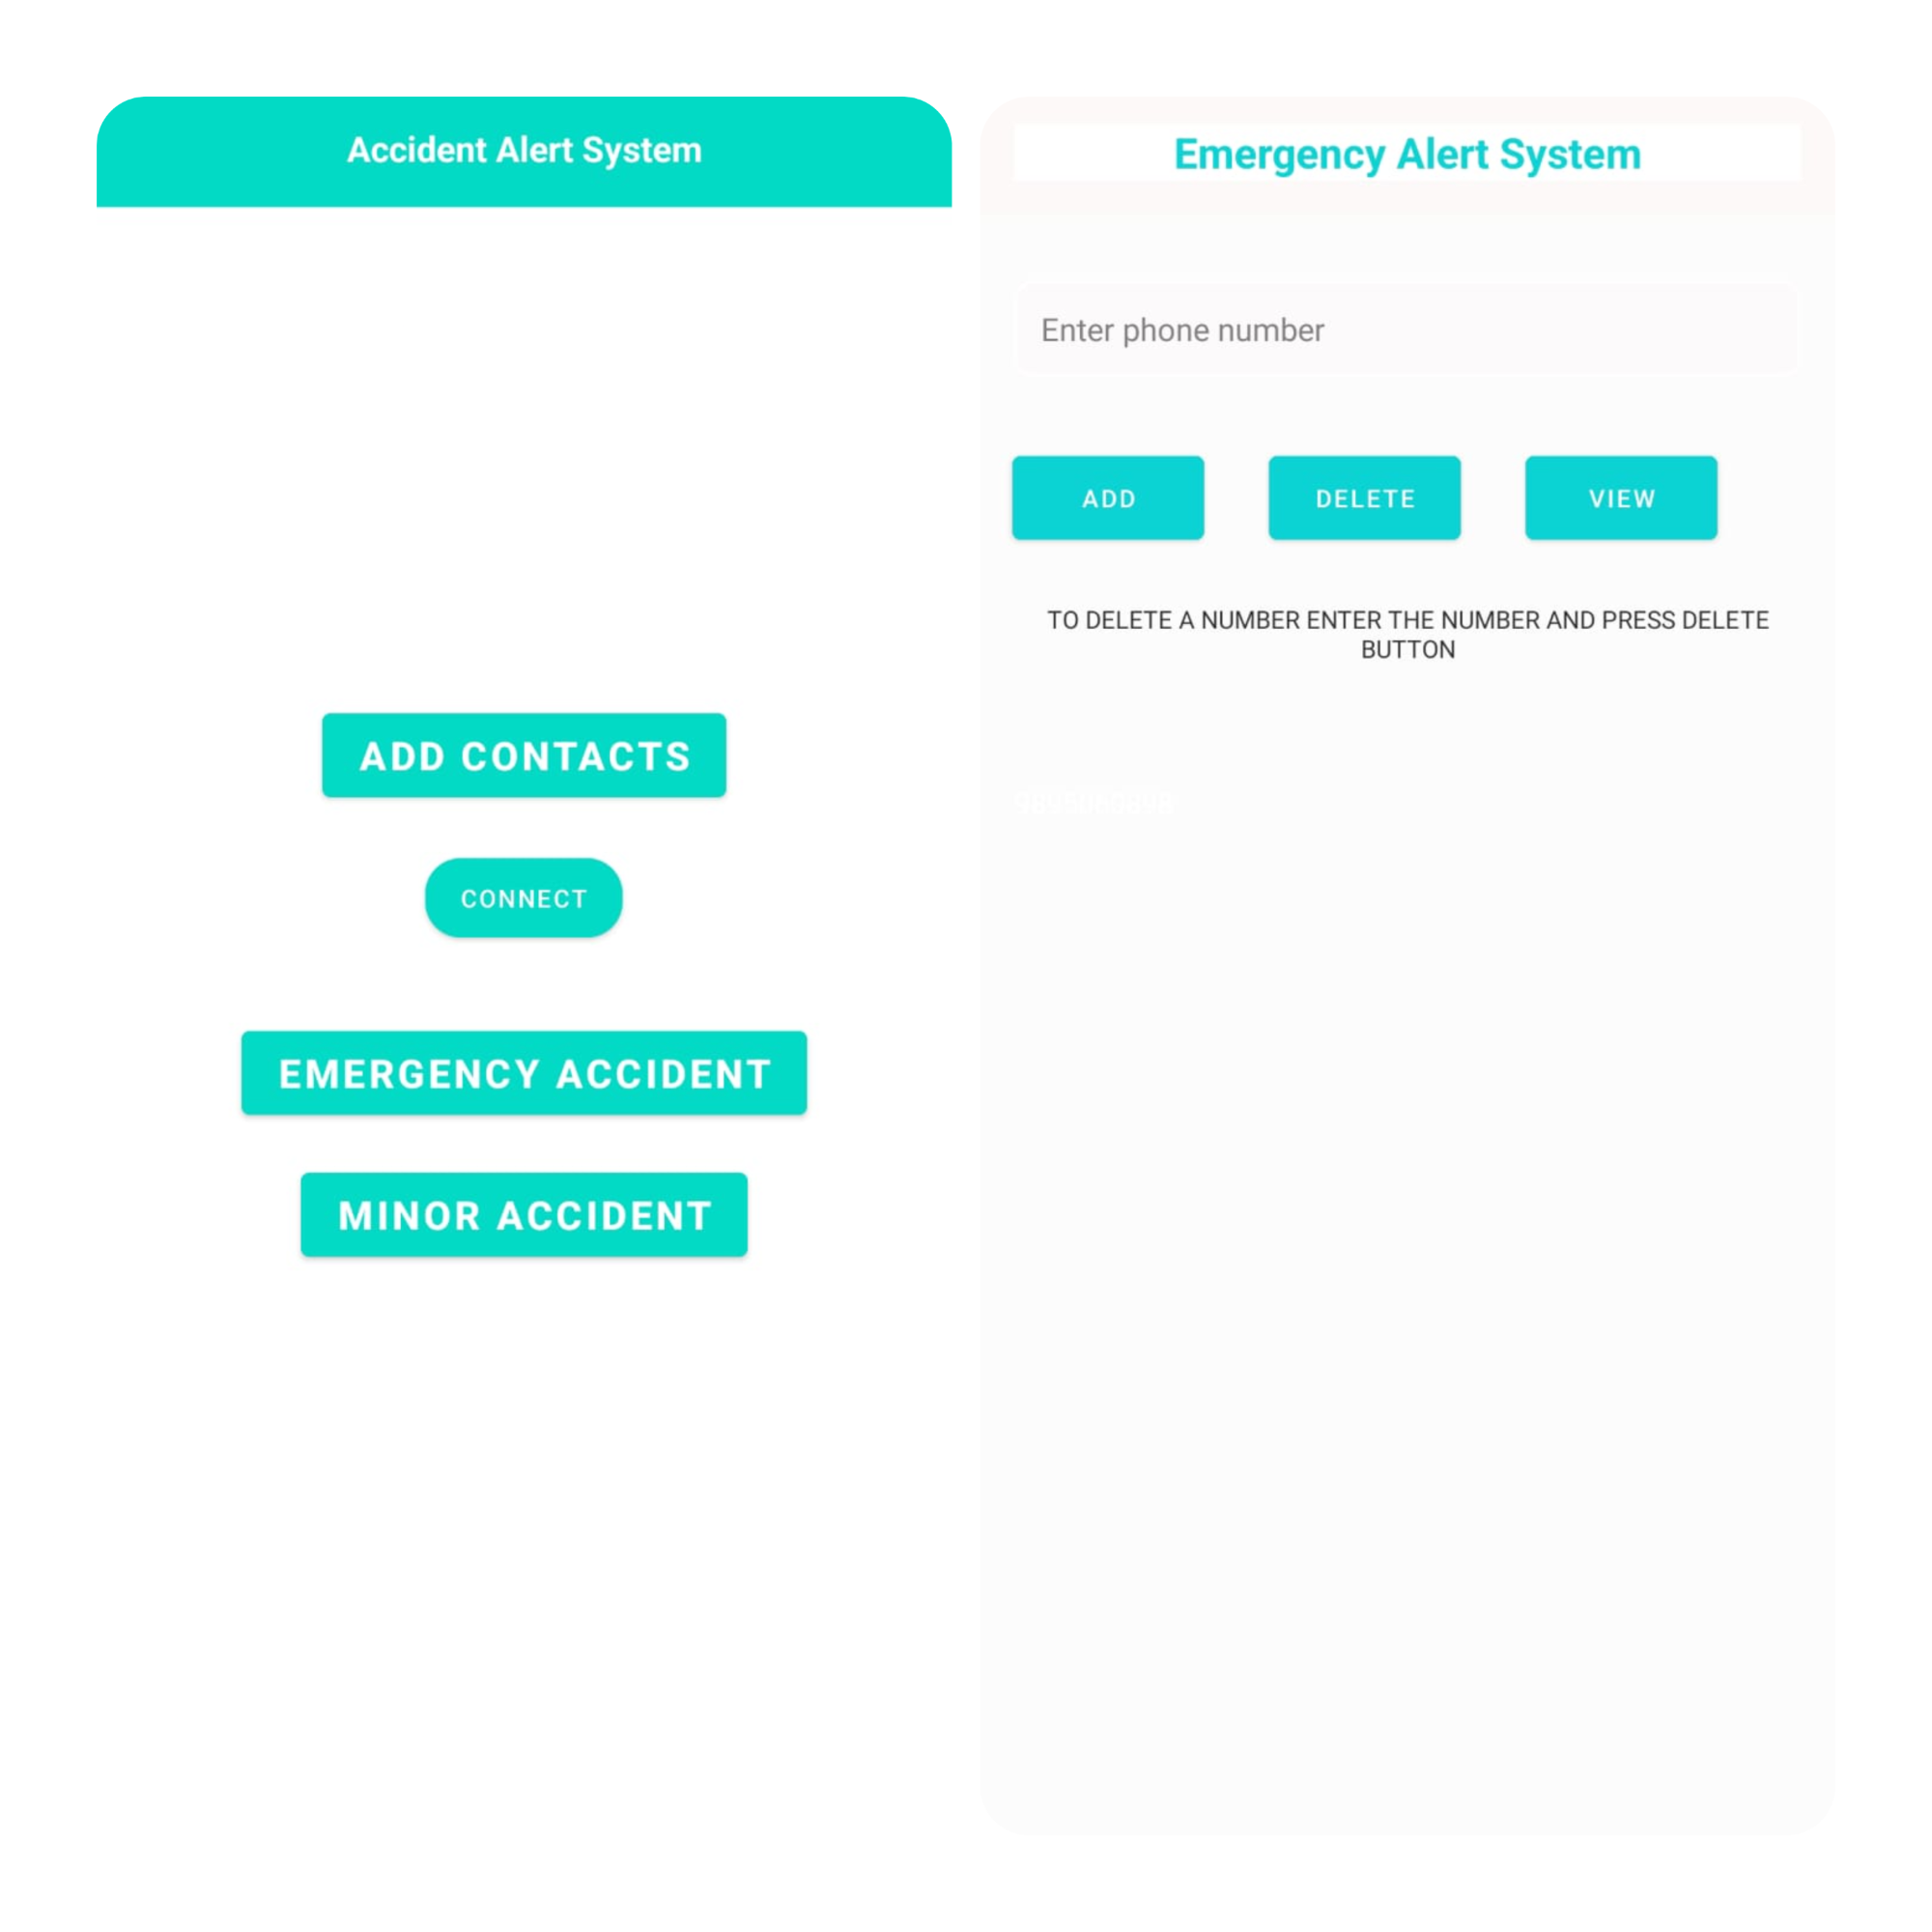 Accident Alert System
ADD CONTACTS
CONNECT
EMERGENCY ACCIDENT
MINOR ACCIDENT
Emergency Alert System
Enter phone number
ADD
DELETE
VIEW
TO DELETE A NUMBER ENTER THE NUMBER AND PRESS DELETE
BUTTON